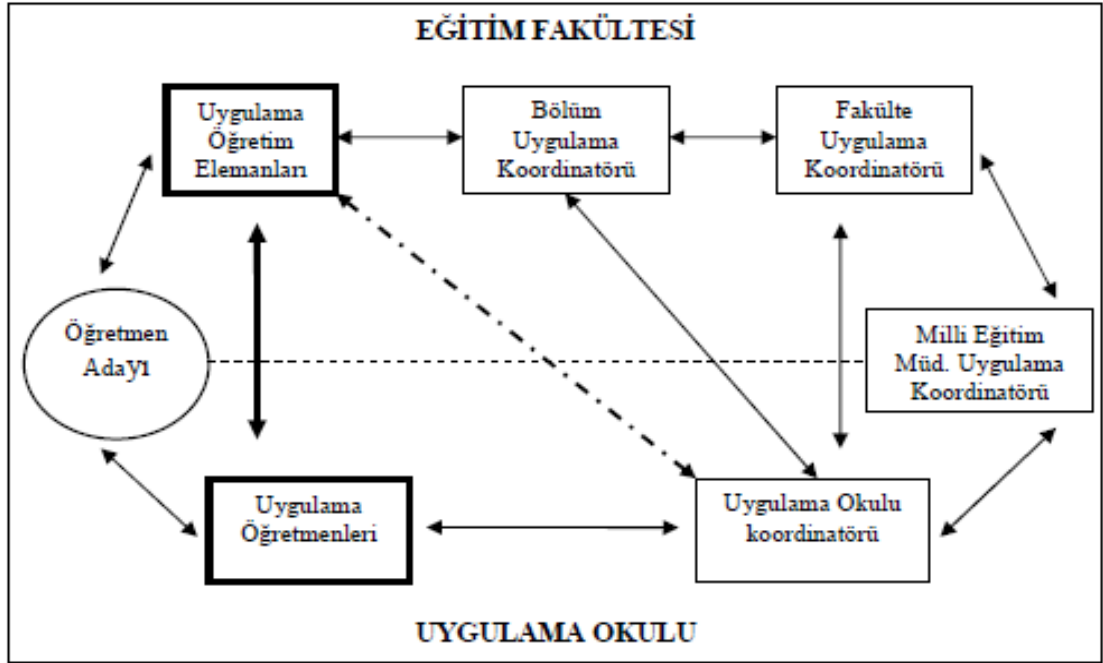 EĞİTİM FAKÜLTESİ
Uygulama
Öğretim
Elemanları
Bölüm
Uygulama
Koordinatörü
Fakülte
Uygulama
Koordinatörü
Öğretmen
Adayı
Milli Eğitim
Müd. Uygulama
Koordinatörü
Uygulama
Öğretmenleri
Uygulama Okulu
koordinatörü
UYGULAMA OKULU